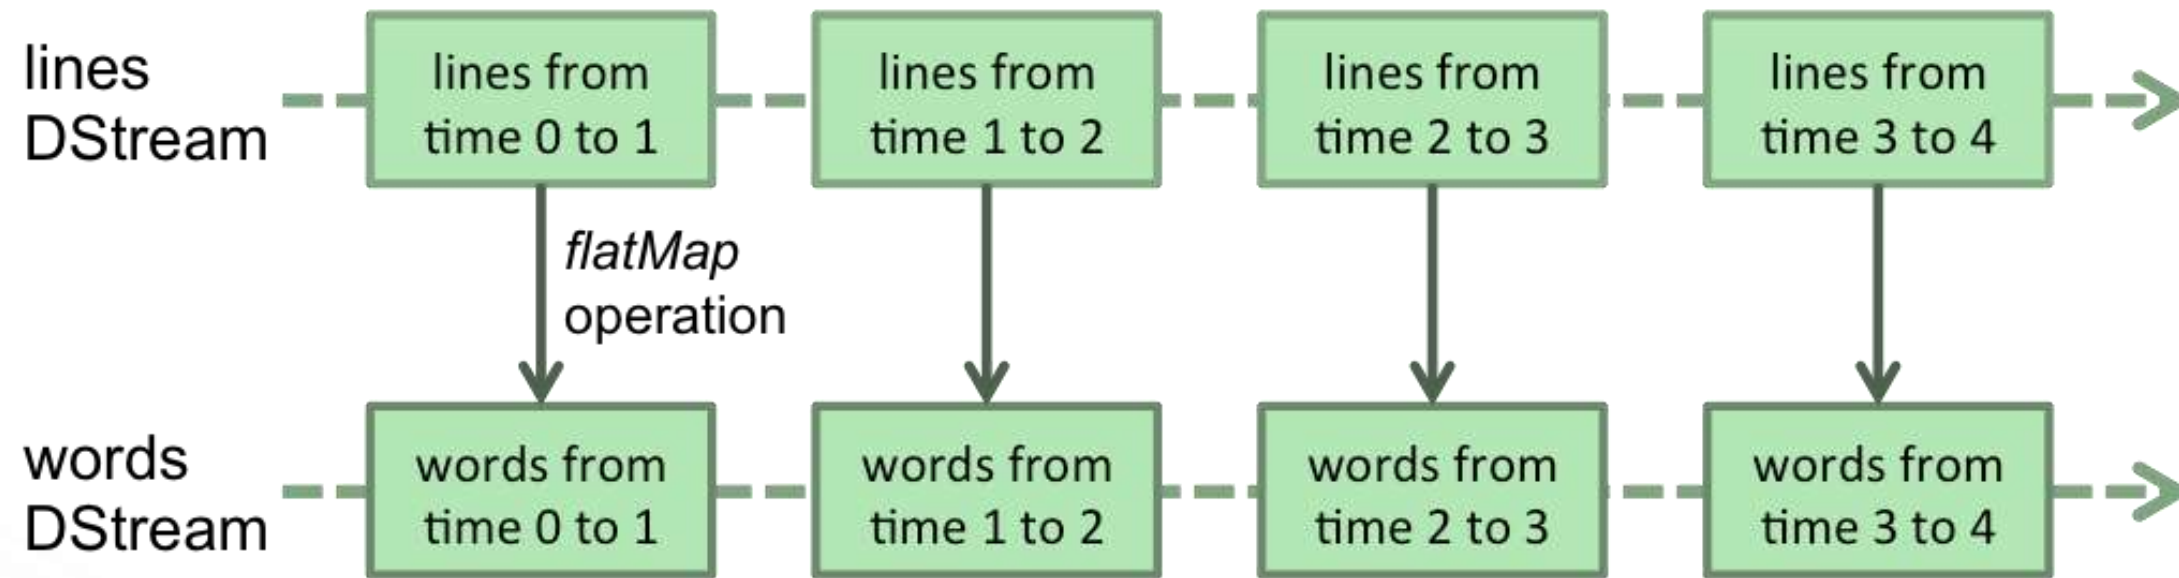 lines
DStream
lines from
time 0 to 1
lines from
time 1 to 2
lines from
time 2 to 3
lines from
time 3 to 4
flatMap
operation
words
DStream
words from
time 0 to 1
words from
time 1 to 2
words from
time 2 to 3
words from
time 3 to 4